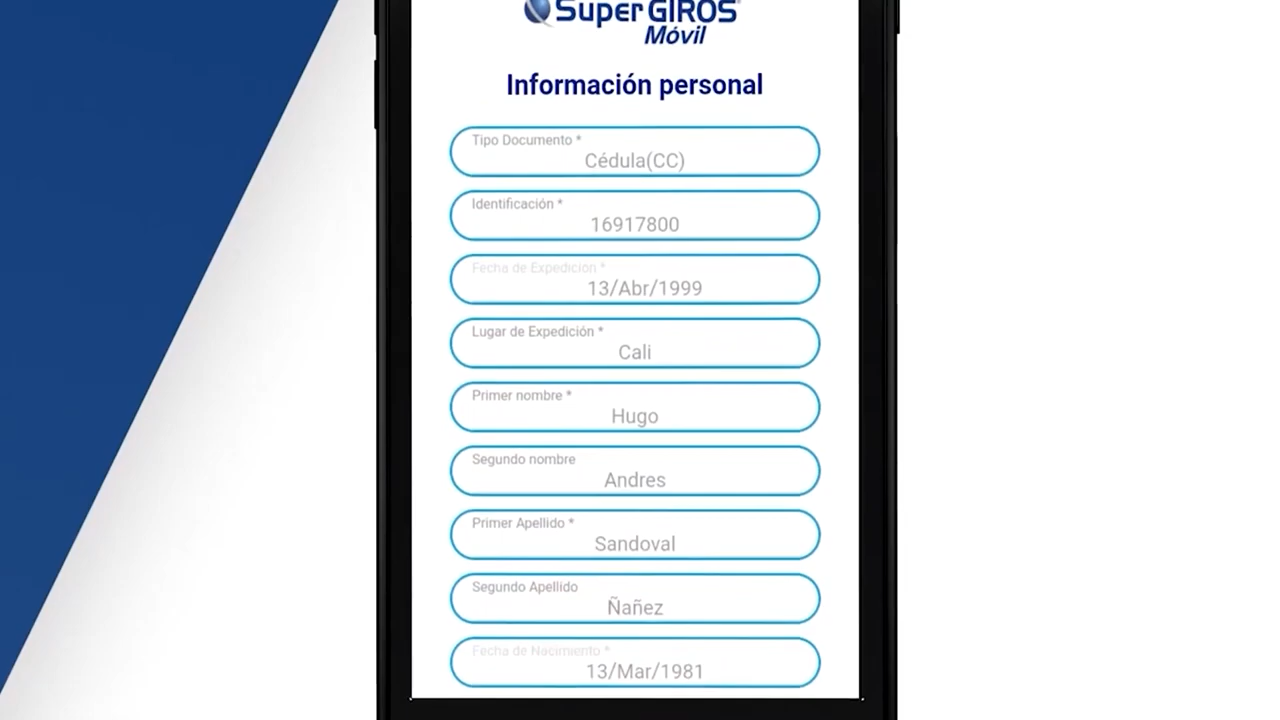 SuperGIROS
Móvil
Información personal
Tipo Documento *
Cédula(CC)
Identificación *
16917800
Fecha de Expedición *
13/Abr/1999
Lugar de Expedición *
Cali
Primer nombre *
Hugo
Segundo nombre
Andres
Primer Apellido *
Sandoval
Segundo Apellido
Ñañez
Fecha de Nacimiento *
13/Mar/1981